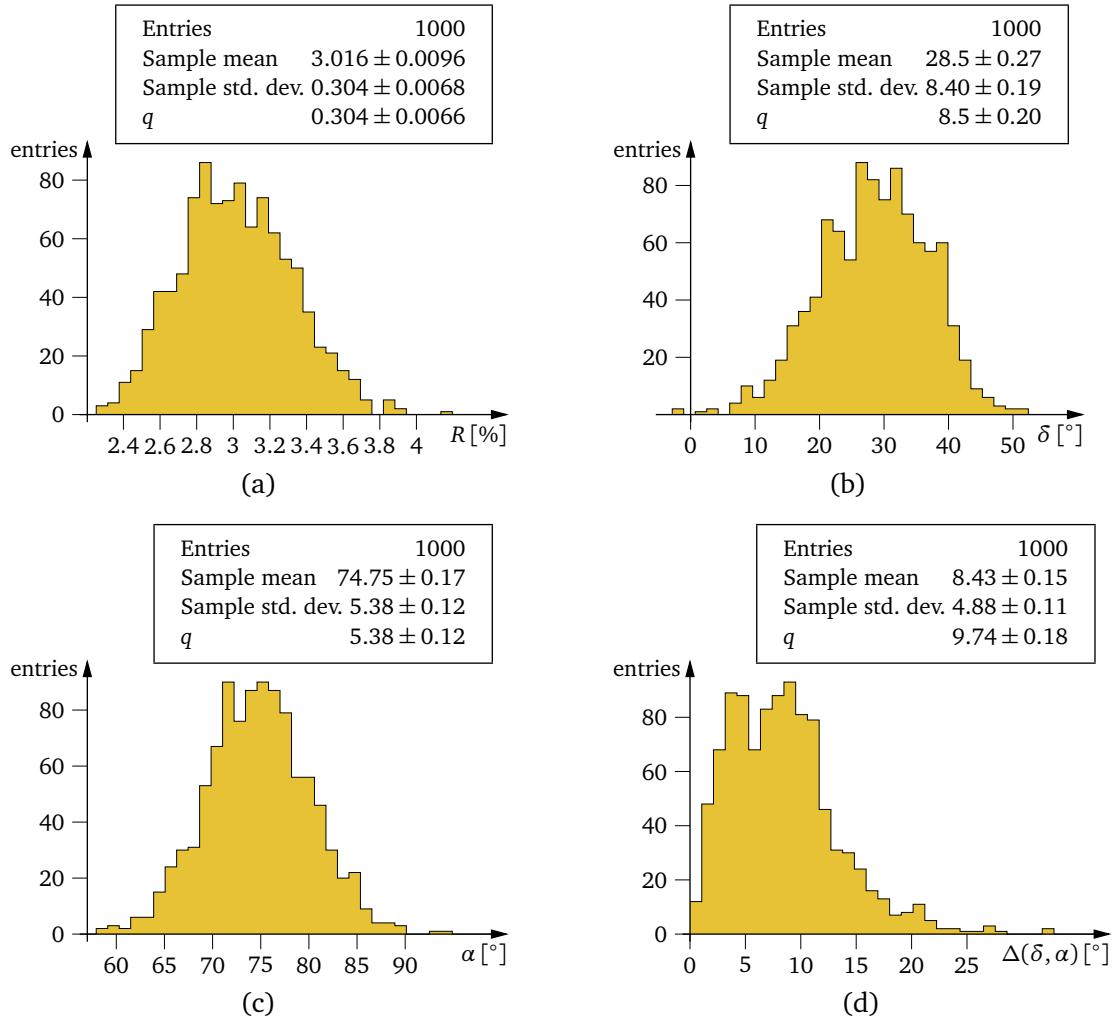 Entries 1000
Sample mean 3.016 ± 0.0096
Sample std. dev. 0.304 ± 0.0068
q 0.304 ± 0.0066
entries
80
60
40
20
0
2.4 2.6 2.8 3 3.2 3.4 3.6 3.8 4 R [%]
(a)
Entries 1000
Sample mean 28.5 ± 0.27
Sample std. dev. 8.40 ± 0.19
q 8.5 ± 0.20
entries
80
60
40
20
0 10 20 30 40 50 δ [°]
(b)
Entries 1000
Sample mean 74.75 ± 0.17
Sample std. dev. 5.38 ± 0.12
q 5.38 ± 0.12
entries
80
60
40
20
0
60 65 70 75 80 85 90 α [°]
(c)
Entries 1000
Sample mean 8.43 ± 0.15
Sample std. dev. 4.88 ± 0.11
q 9.74 ± 0.18
entries
80
60
40
20
0
0 5 10 15 20 25 Δ(δ, α) [°]
(d)